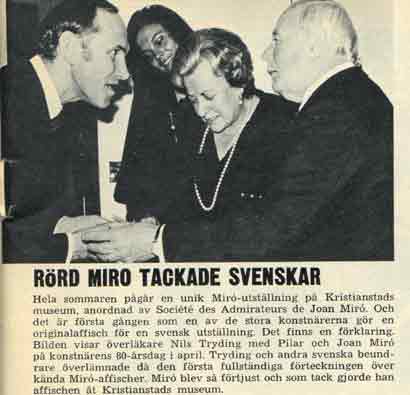 RÖRD MIRO TACKADE SVENSKAR
Hela sommaren pågår en unik Miró-utställning på Kristianstads
museum, anordnad av Société des Admirateurs de Joan Miró. Och
det är första gången som en av de stora konstnärerna gör en
originalaffisch för en svensk utställning. Det finns en förklaring.
Bilden visar överläkare Nils Tryding med Pilar och Joan Miró
på konstnärens 80-årsdag i april. Tryding och andra svenska beund-
rare överlämnade då den första fullständiga förteckningen över
kända Miró-affischer. Miró blev så förtjust och som tack gjorde han
affischen åt Kristianstads museum.